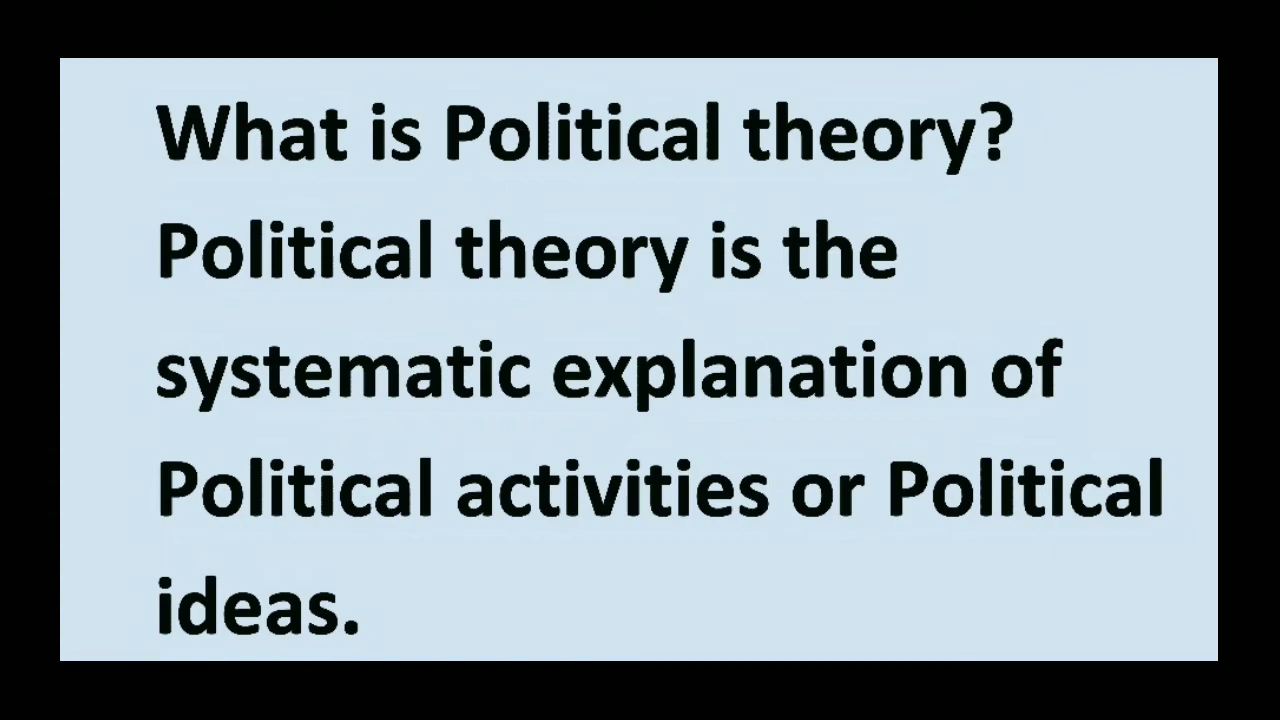 What is Political theory?
Political theory is the
systematic explanation of
Political activities or Political
ideas.